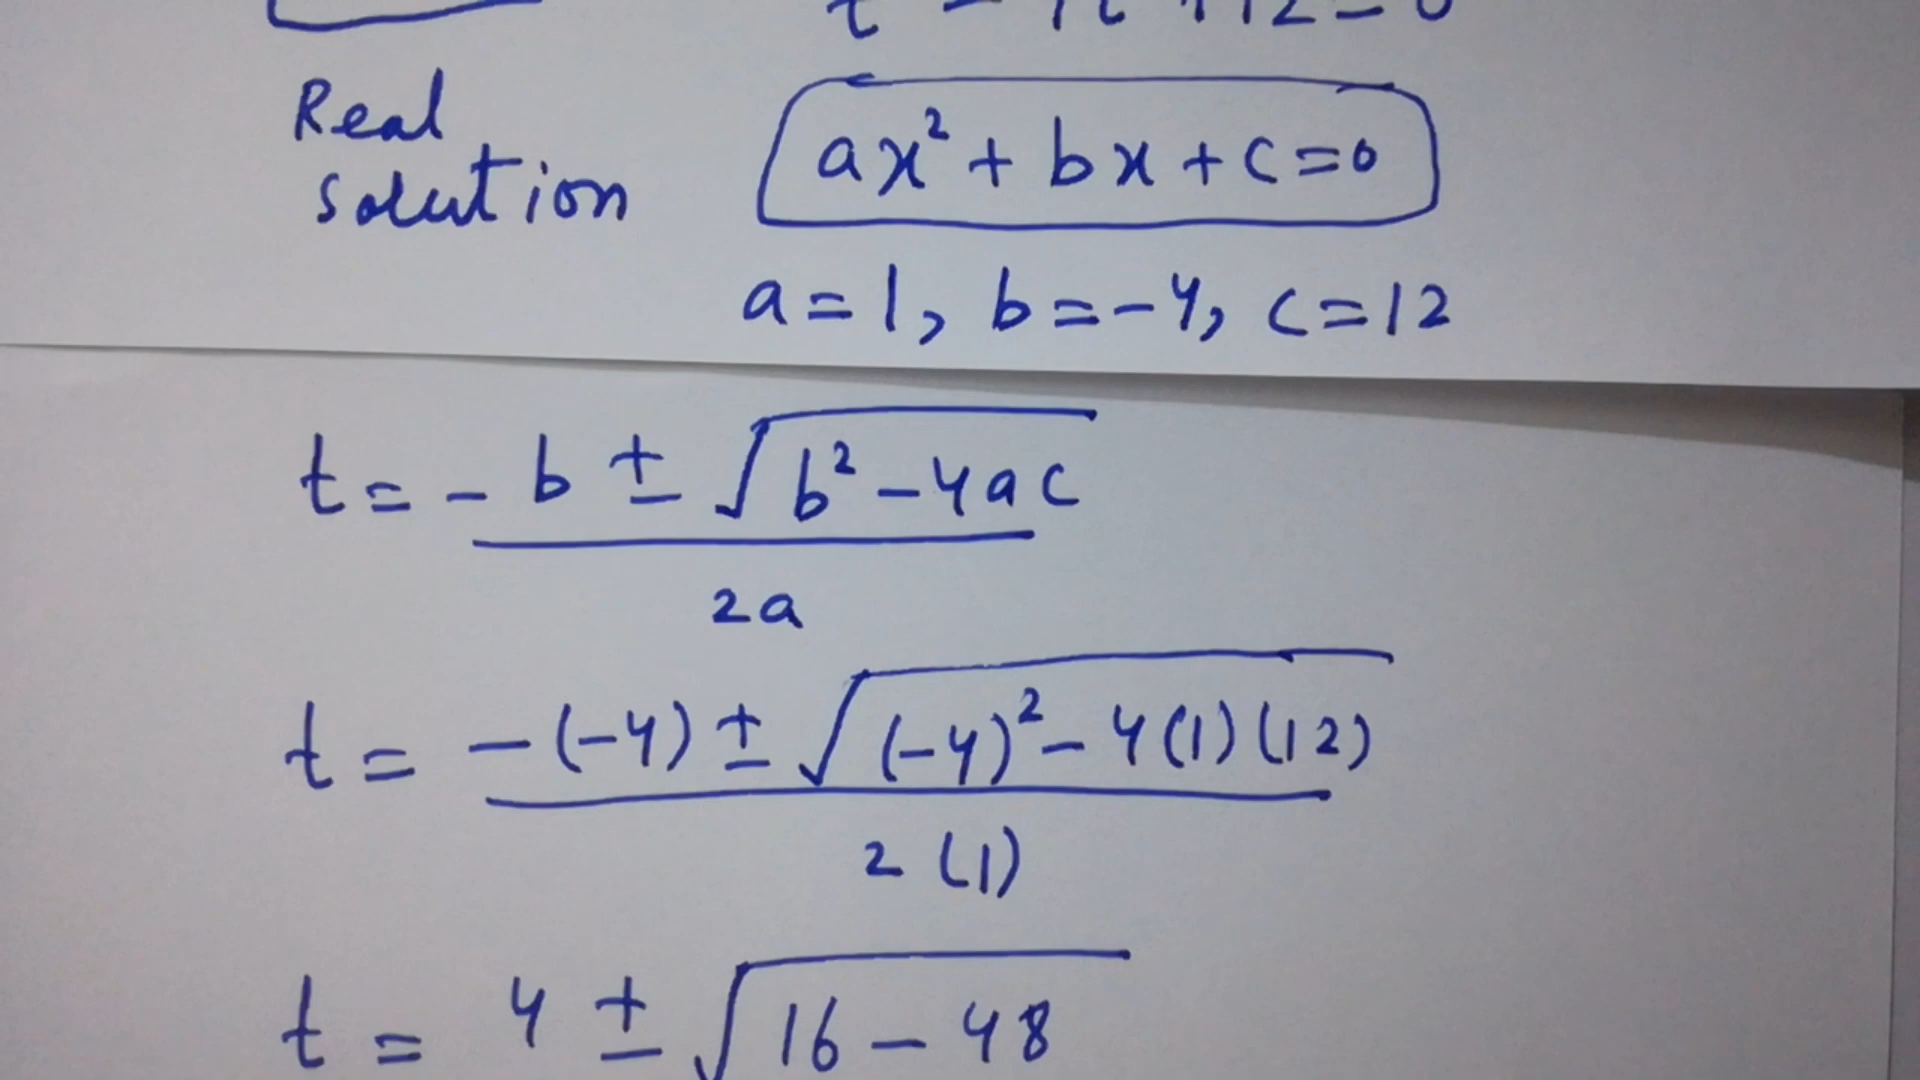 Real
solution
ax² + bx + c = 0
a = 1, b = -4, c = 12
t = - b ± √b² - 4ac
2a
t = -(-4) ± √(-4)² - 4(1)(12)
2(1)
t = 4 ± √16 - 48